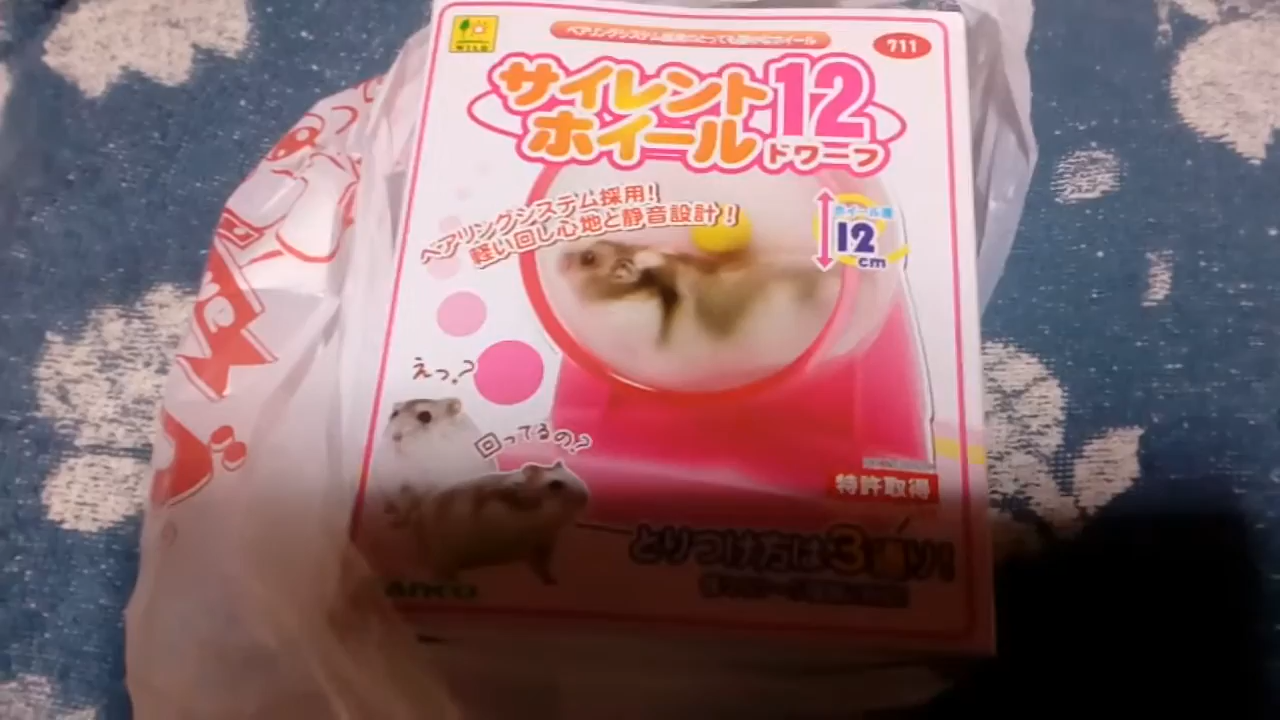 WILD
ベアリングシステム採用のとっても静かなホイール
711
サイレント
ホイール
12
ドワーフ
ベアリングシステム採用!
軽い回し心地と静音設計!
ホイール径
12
cm
えっ?
回ってるの?
特許取得
とりつけ方は3通り!
SANKO